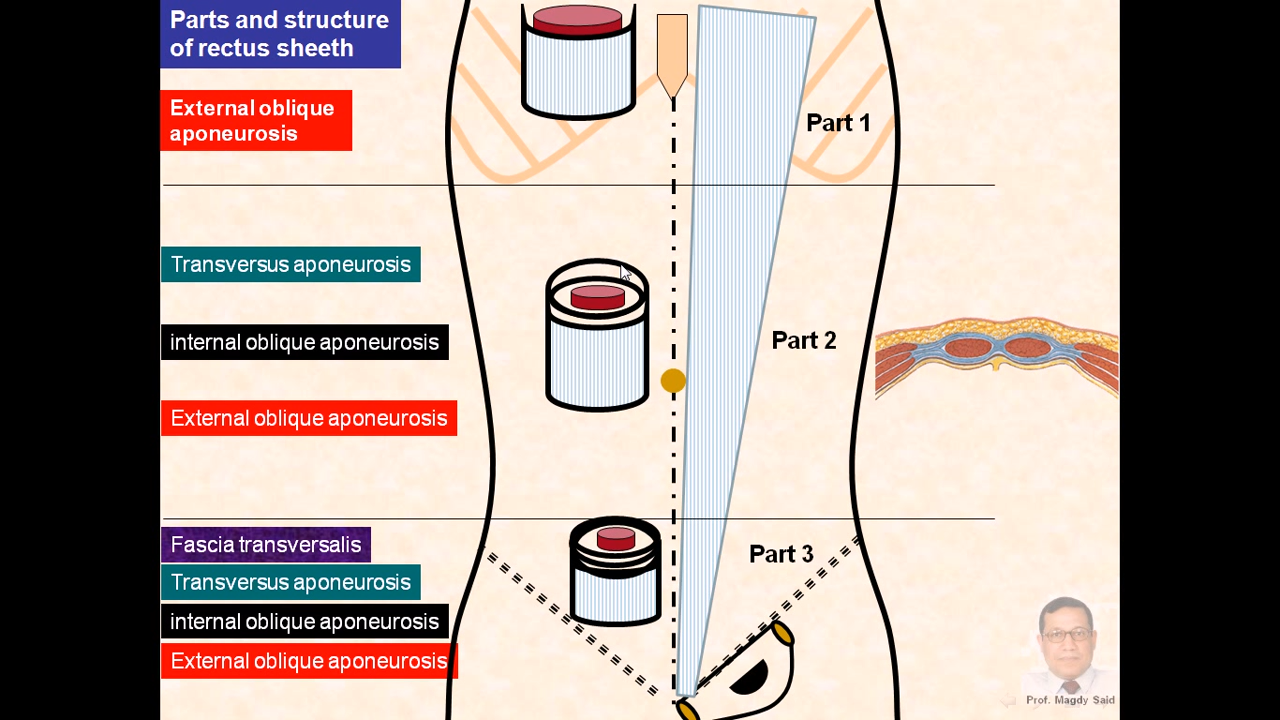 Parts and structure
of rectus sheeth
External oblique
aponeurosis
Part 1
Transversus aponeurosis
internal oblique aponeurosis
Part 2
External oblique aponeurosis
Fascia transversalis
Part 3
Transversus aponeurosis
internal oblique aponeurosis
External oblique aponeurosis
Prof. Magdy Said